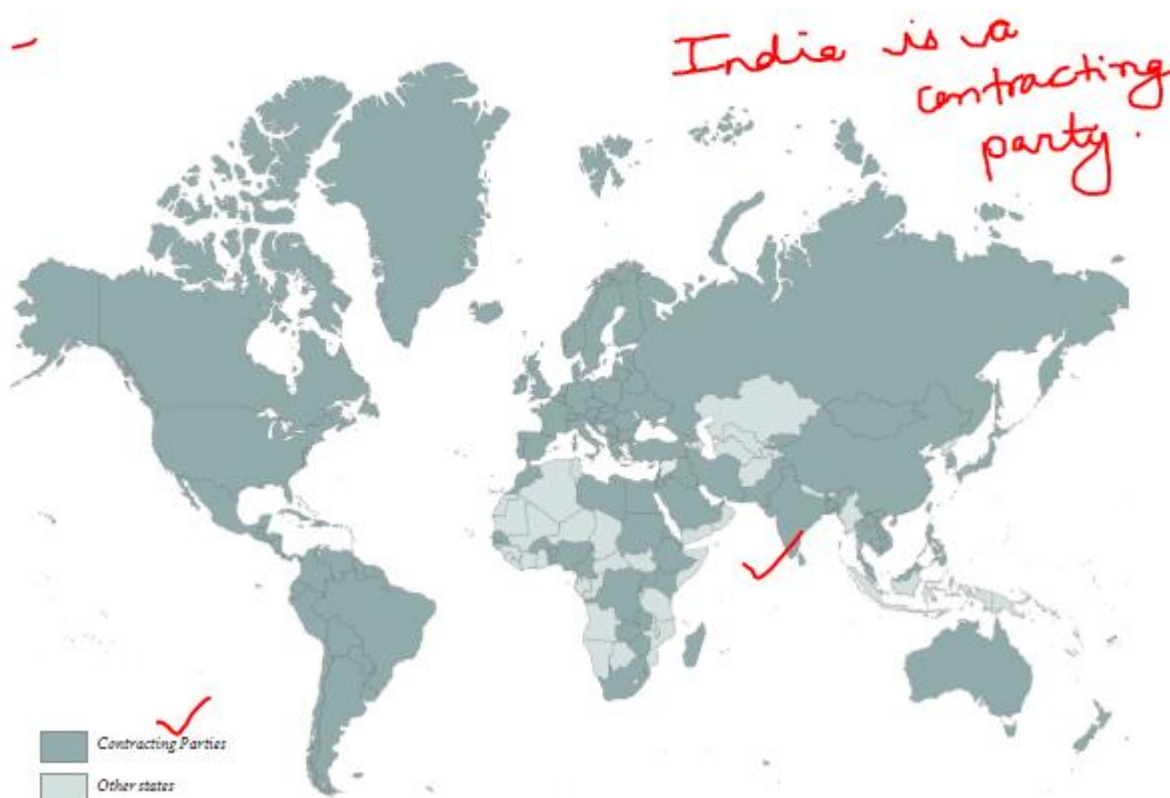 India is a
contracting
party.
Contracting Parties
Other states